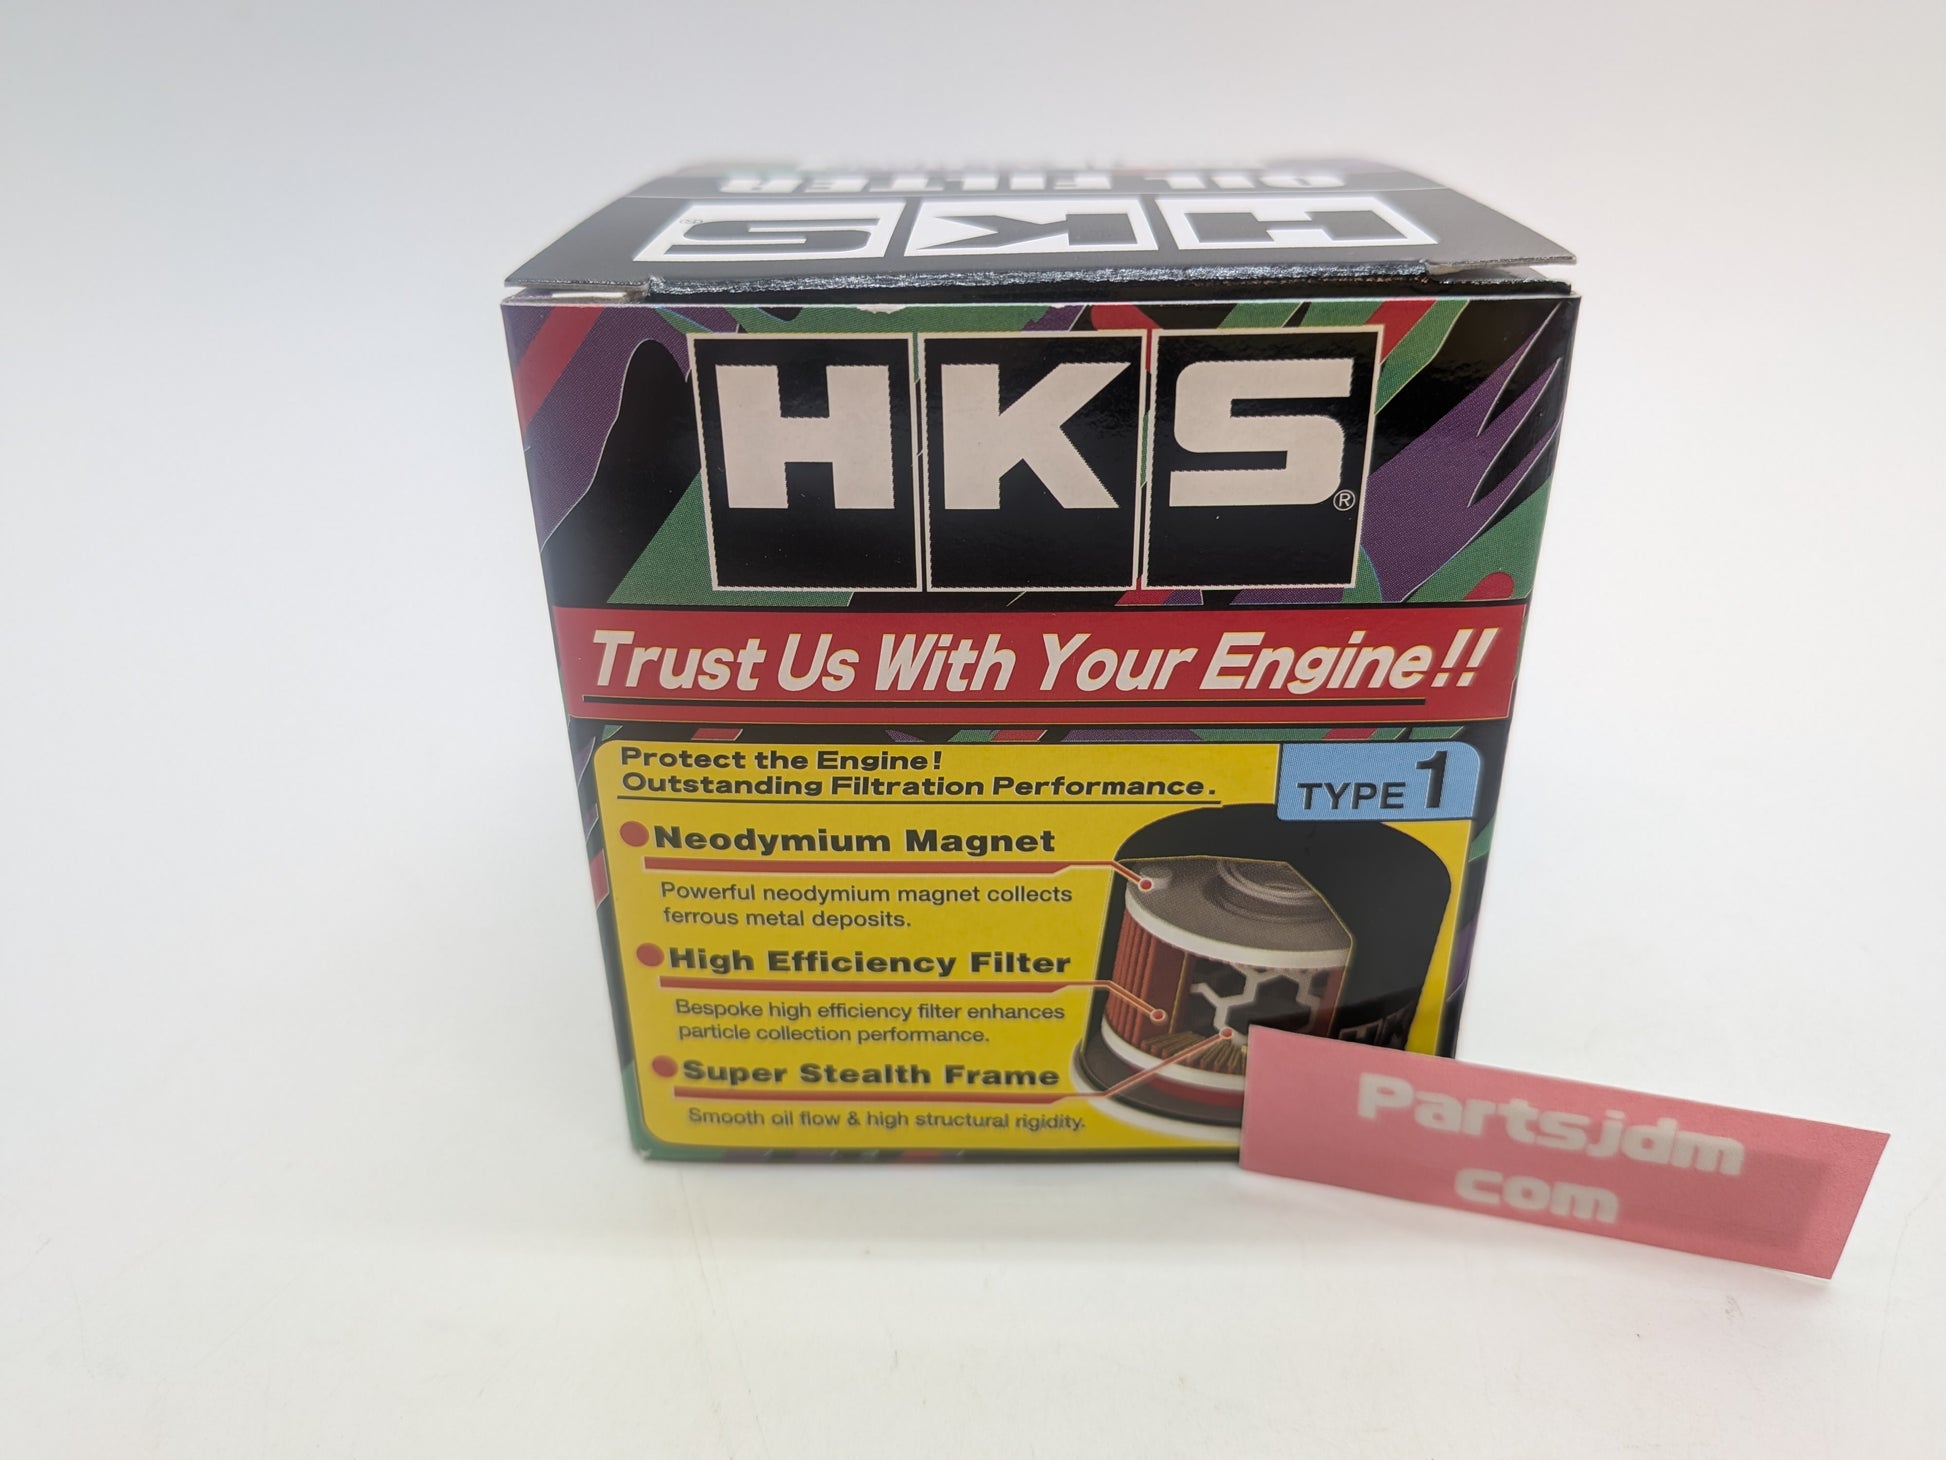 OIL FILTER
HKS®
HKS®
Trust Us With Your Engine!!
Protect the Engine!
Outstanding Filtration Performance.
TYPE 1
Neodymium Magnet
Powerful neodymium magnet collects
ferrous metal deposits.
High Efficiency Filter
Bespoke high efficiency filter enhances
particle collection performance.
Super Stealth Frame
Smooth oil flow & high structural rigidity.
Partsjdm
com